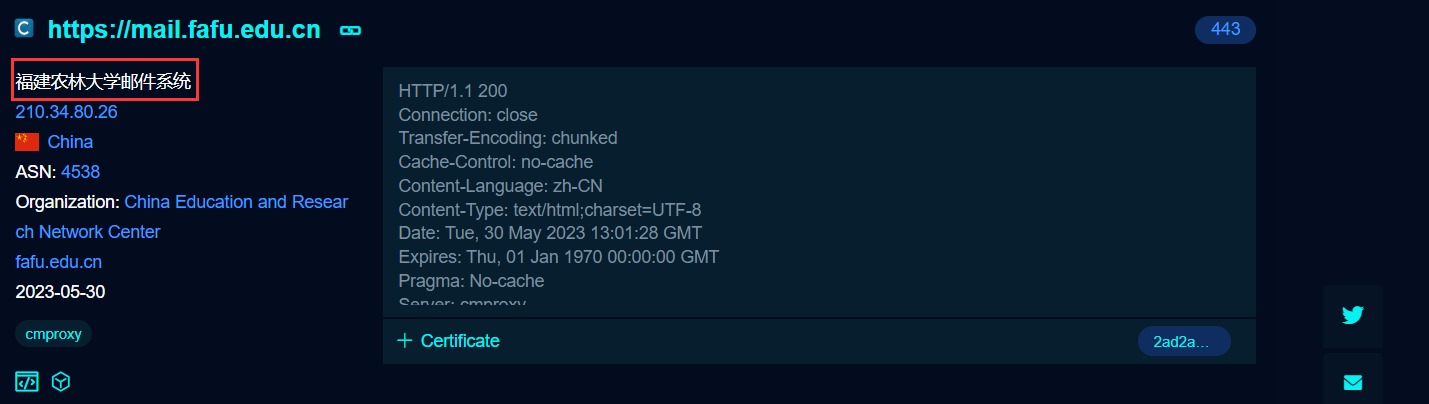 https://mail.fafu.edu.cn
443
福建农林大学邮件系统
210.34.80.26
China
ASN: 4538
Organization: China Education and Resear
ch Network Center
fafu.edu.cn
2023-05-30
cmproxy
HTTP/1.1 200
Connection: close
Transfer-Encoding: chunked
Cache-Control: no-cache
Content-Language: zh-CN
Content-Type: text/html;charset=UTF-8
Date: Tue, 30 May 2023 13:01:28 GMT
Expires: Thu, 01 Jan 1970 00:00:00 GMT
Pragma: No-cache
Server: cmproxy
+ Certificate
2ad2a...